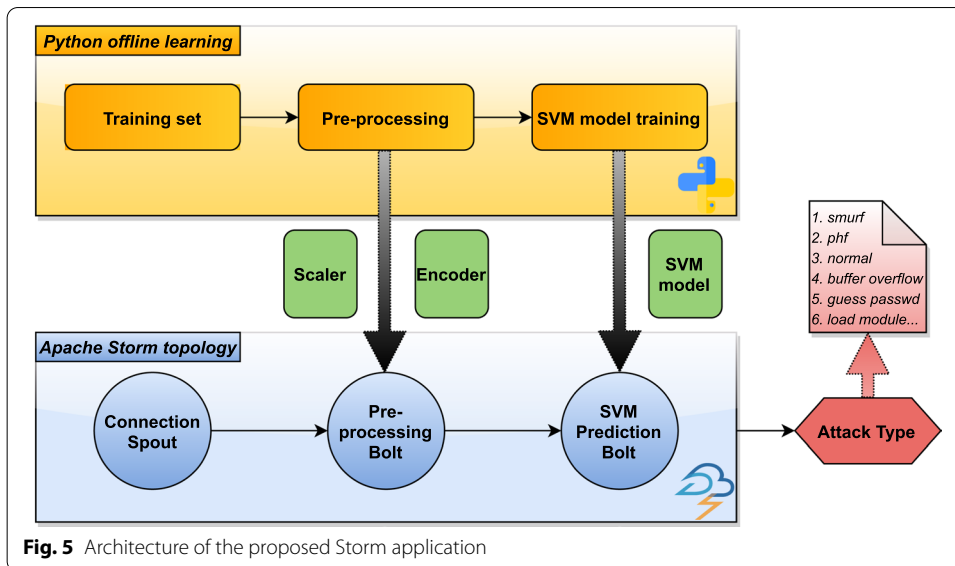 Python offline learning
Training set
Pre-processing
SVM model training
Scaler
Encoder
SVM
model
1. smurf
2. phf
3. normal
4. buffer overflow
5. guess passwd
6. load module...
Apache Storm topology
Connection
Spout
Pre-
processing
Bolt
SVM
Prediction
Bolt
Attack Type
Fig. 5 Architecture of the proposed Storm application